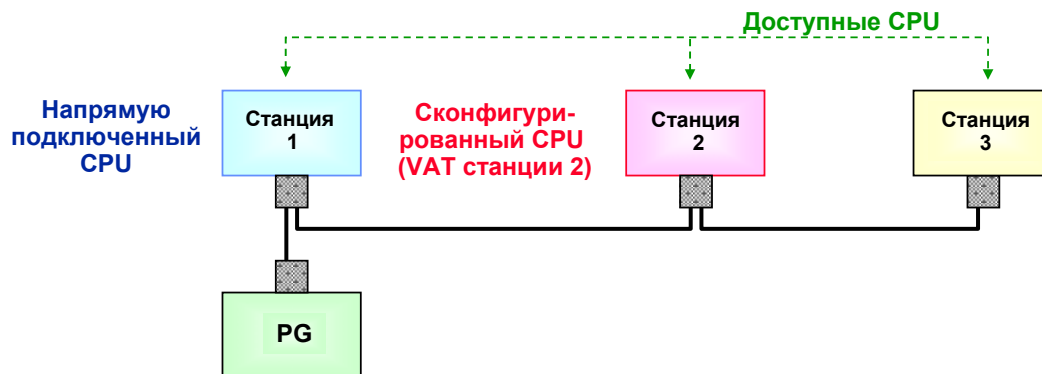 Доступные CPU
Напрямую
подключенный
CPU
Станция
1
Сконфигури-
рованный CPU
(VAT станции 2)
Станция
2
Станция
3
PG